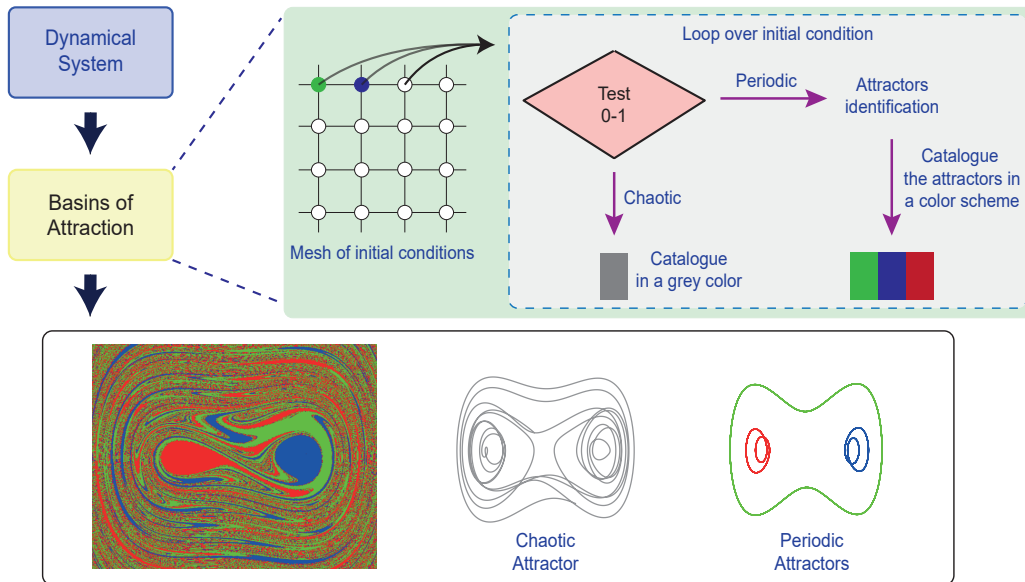 Dynamical
System
Basins of
Attraction
Mesh of initial conditions
Loop over initial condition
Test
0-1
Periodic
Attractors
identification
Chaotic
Catalogue
the attractors in
a color scheme
Catalogue
in a grey color
Chaotic
Attractor
Periodic
Attractors